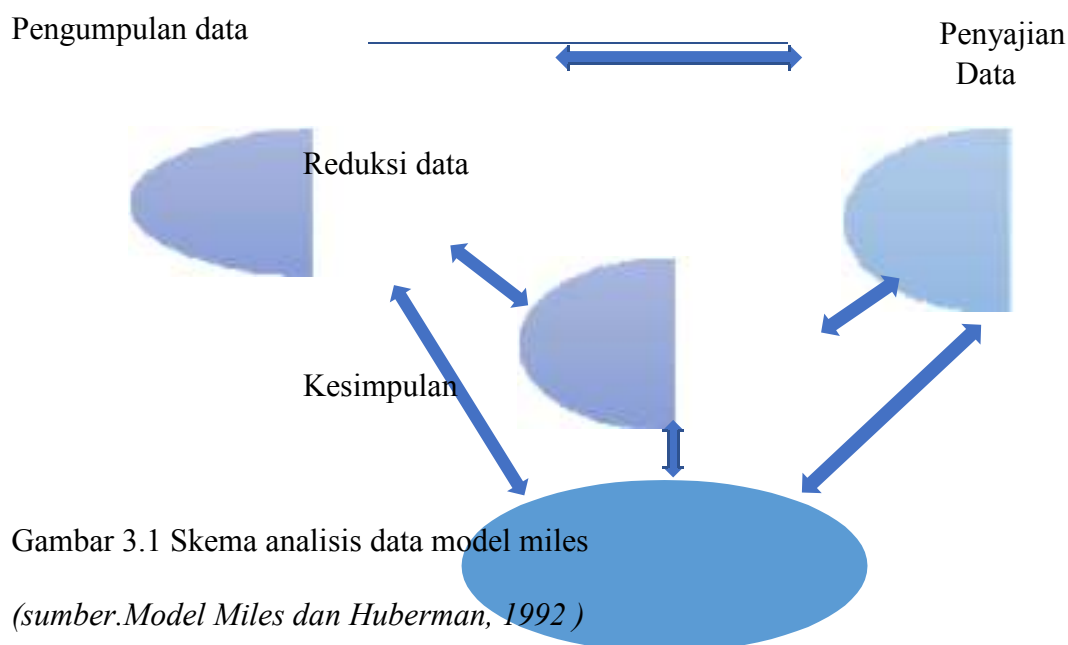 Pengumpulan data
Penyajian
Data
Reduksi data
Kesimpulan
Gambar 3.1 Skema analisis data model miles
(sumber.Model Miles dan Huberman, 1992 )